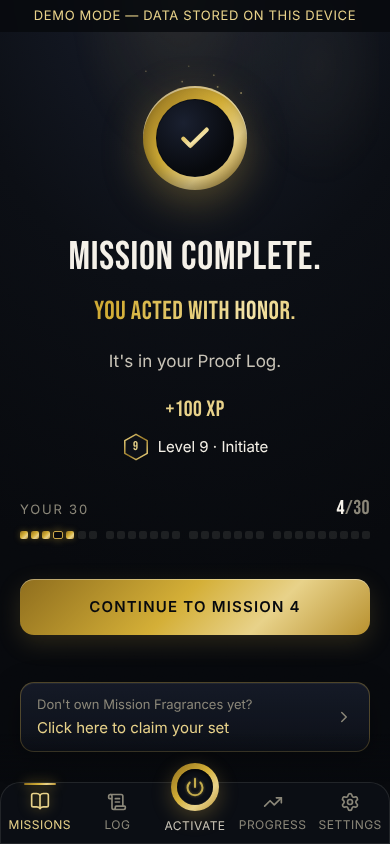 DEMO MODE — DATA STORED ON THIS DEVICE
MISSION COMPLETE.
YOU ACTED WITH HONOR.
It's in your Proof Log.
+100 XP
9 Level 9 · Initiate
YOUR 30 4/30
CONTINUE TO MISSION 4
Don't own Mission Fragrances yet?
Click here to claim your set
MISSIONS LOG ACTIVATE PROGRESS SETTINGS